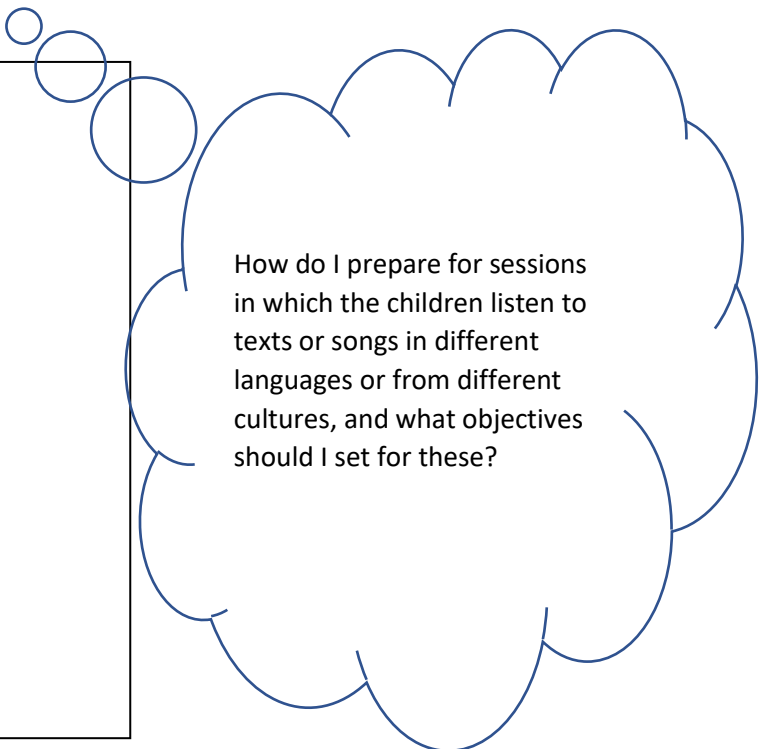 How do I prepare for sessions
in which the children listen to
texts or songs in different
languages or from different
cultures, and what objectives
should I set for these?